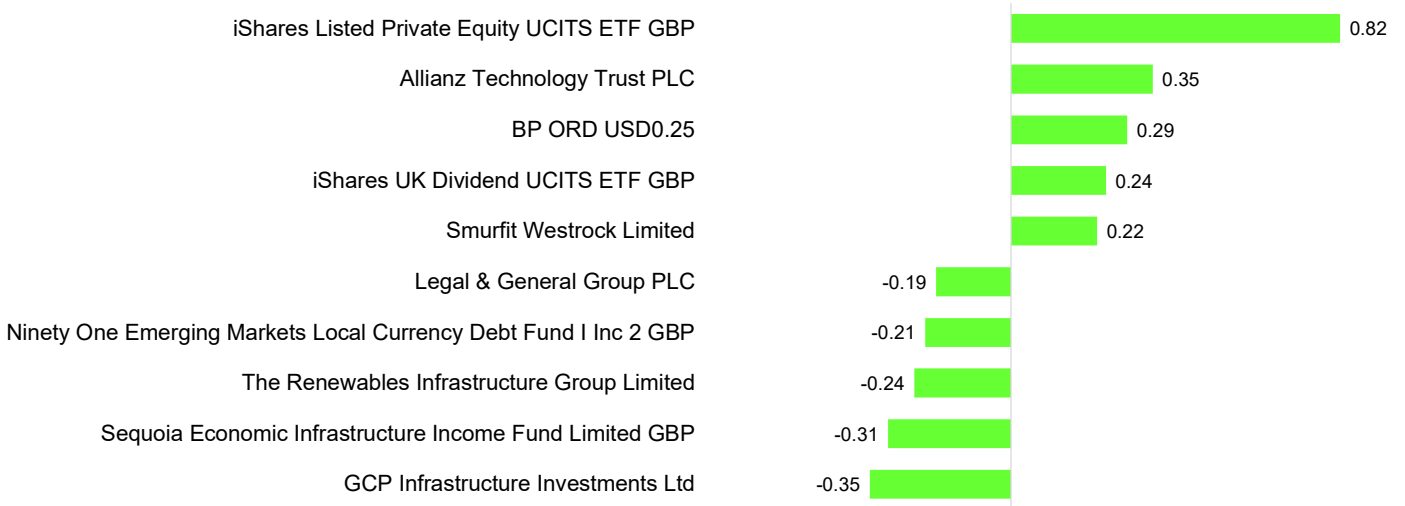 iShares Listed Private Equity UCITS ETF GBP 0.82
Allianz Technology Trust PLC 0.35
BP ORD USD0.25 0.29
iShares UK Dividend UCITS ETF GBP 0.24
Smurfit Westrock Limited 0.22
Legal & General Group PLC -0.19
Ninety One Emerging Markets Local Currency Debt Fund I Inc 2 GBP -0.21
The Renewables Infrastructure Group Limited -0.24
Sequoia Economic Infrastructure Income Fund Limited GBP -0.31
GCP Infrastructure Investments Ltd -0.35